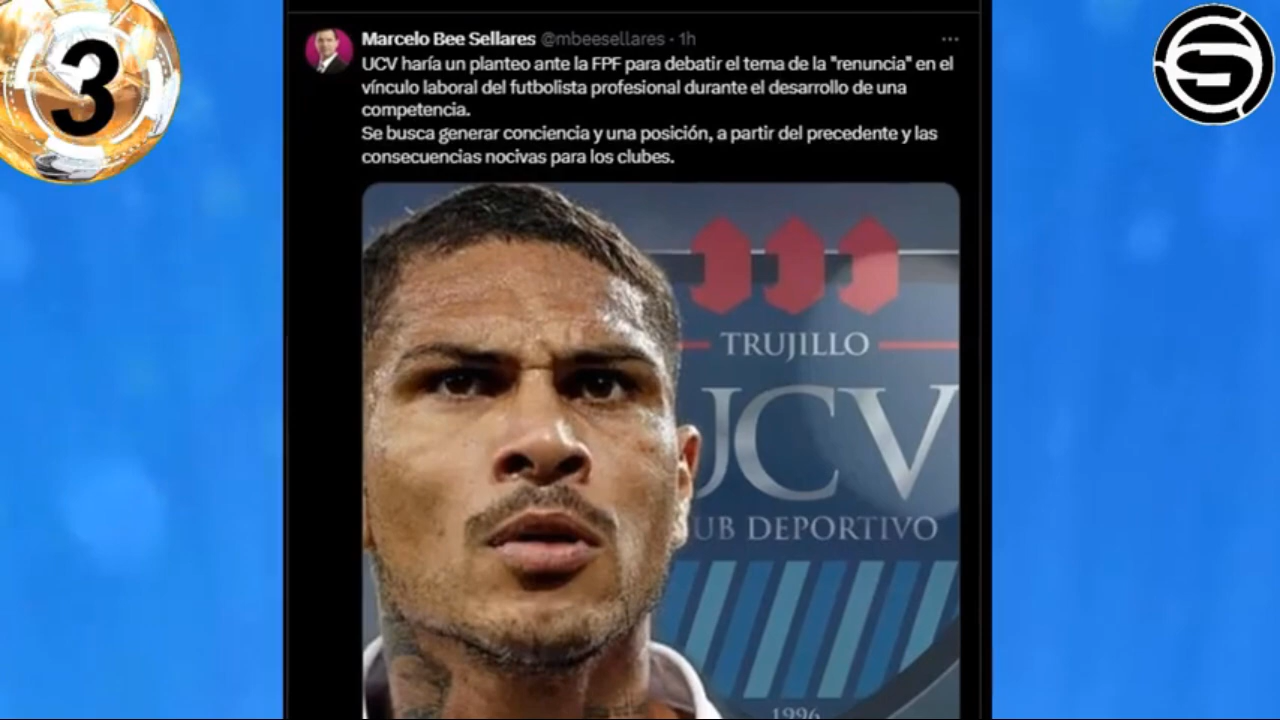 3
Marcelo Bee Sellares @mbeesellares · 1h
UCV haría un planteo ante la FPF para debatir el tema de la "renuncia" en el
vínculo laboral del futbolista profesional durante el desarrollo de una
competencia.
Se busca generar conciencia y una posición, a partir del precedente y las
consecuencias nocivas para los clubes.
TRUJILLO
UCV
UB DEPORTIVO
1996